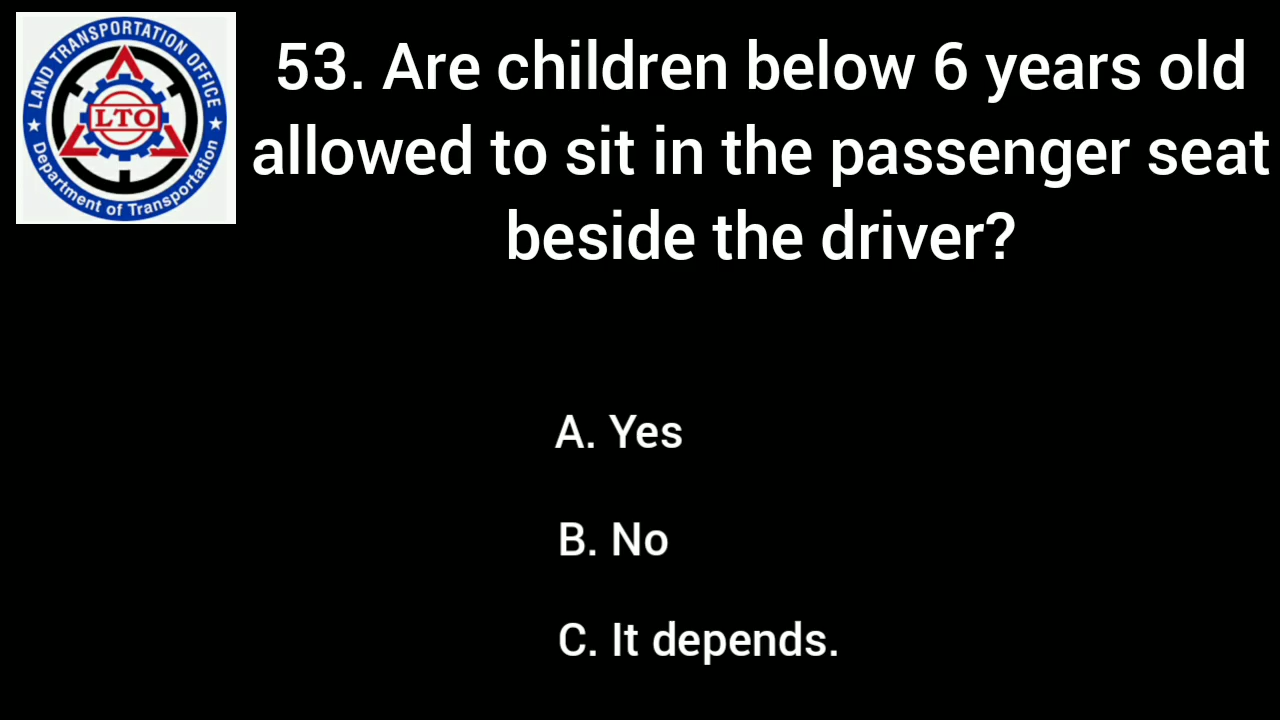 LAND TRANSPORTATION OFFICE
LTO
Department of Transportation
53. Are children below 6 years old
allowed to sit in the passenger seat
beside the driver?
A. Yes
B. No
C. It depends.